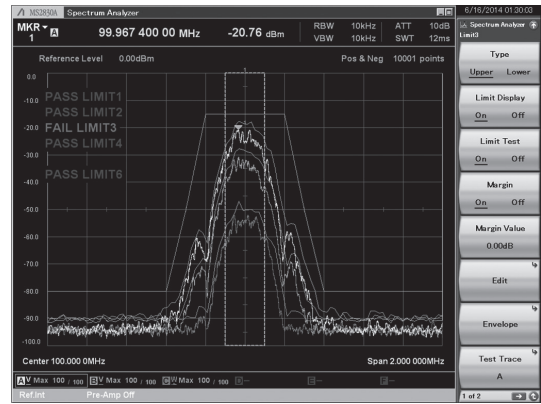 MS2830A Spectrum Analyzer
6/16/2014 01:30:03
MKR 1 A 99.967 400 00 MHz -20.76 dBm
RBW 10kHz ATT 10dB
VBW 10kHz SWT 12ms
Reference Level 0.00dBm Pos & Neg 10001 points
0.0
-10.0
-20.0
-30.0
-40.0
-50.0
-60.0
-70.0
-80.0
-90.0
-100.0
PASS LIMIT1
PASS LIMIT2
FAIL LIMIT3
PASS LIMIT4
PASS LIMIT6
1
Center 100.000 0MHz Span 2.000 000MHz
A V Max 100 / 100 B V Max 100 / 100 C W Max 100 / 100 D -- E -- F --
Ref.Int Pre-Amp Off
Spectrum Analyzer
Limit3
Type
Upper Lower
Limit Display
On Off
Limit Test
On Off
Margin
On Off
Margin Value
0.00dB
Edit
Envelope
Test Trace
A
1 of 2